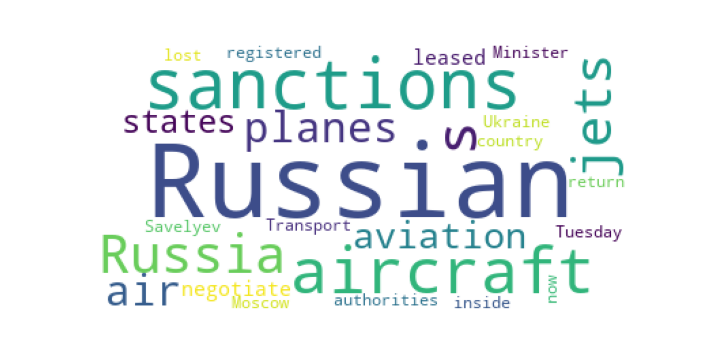 lost registered leased Minister
sanctions jets
states planes s Ukraine
country
Russian return
Savelyev Transport aviation Tuesday
Russia aircraft
air negotiate now
Moscow authorities inside